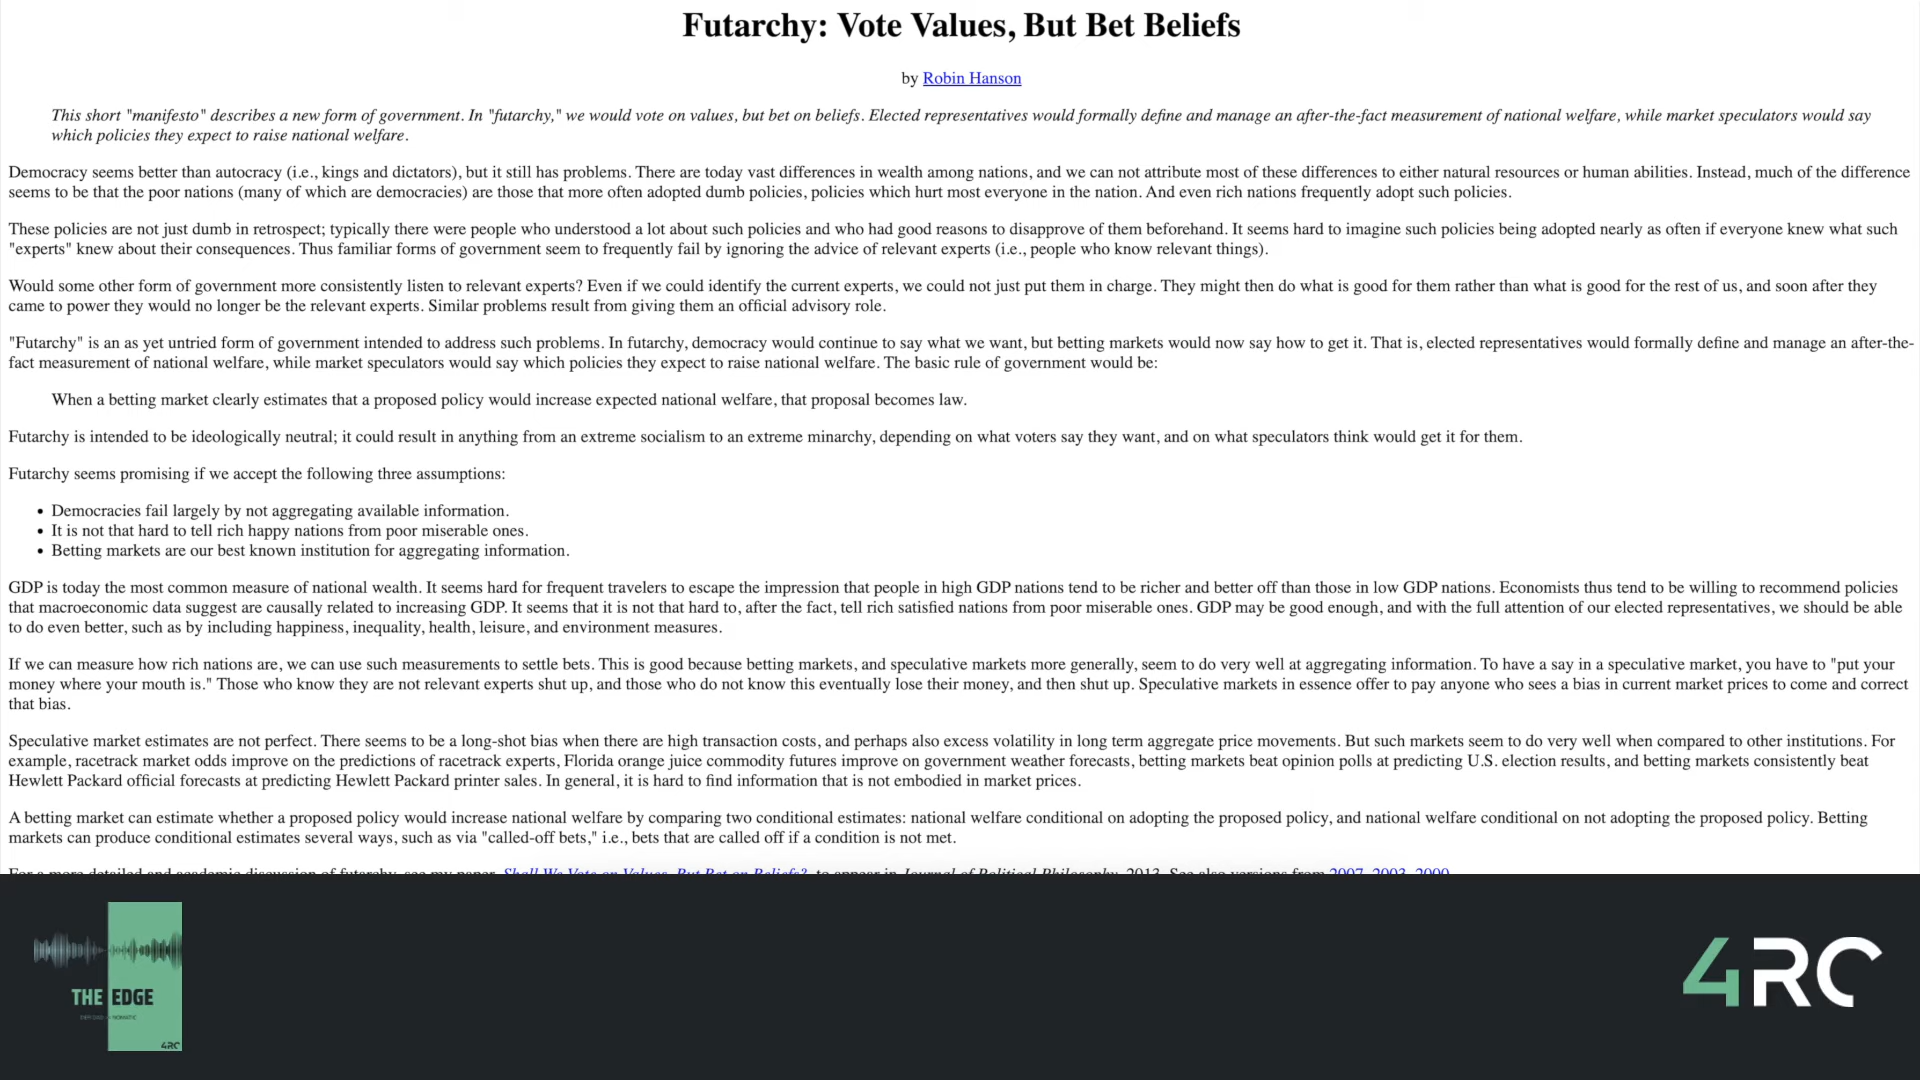 Futarchy: Vote Values, But Bet Beliefs
by Robin Hanson
This short "manifesto" describes a new form of government. In "futarchy," we would vote on values, but bet on beliefs. Elected representatives would formally define and manage an after-the-fact measurement of national welfare, while market speculators would say
which policies they expect to raise national welfare.
Democracy seems better than autocracy (i.e., kings and dictators), but it still has problems. There are today vast differences in wealth among nations, and we can not attribute most of these differences to either natural resources or human abilities. Instead, much of the difference
seems to be that the poor nations (many of which are democracies) are those that more often adopted dumb policies, policies which hurt most everyone in the nation. And even rich nations frequently adopt such policies.
These policies are not just dumb in retrospect; typically there were people who understood a lot about such policies and who had good reasons to disapprove of them beforehand. It seems hard to imagine such policies being adopted nearly as often if everyone knew what such
"experts" knew about their consequences. Thus familiar forms of government seem to frequently fail by ignoring the advice of relevant experts (i.e., people who know relevant things).
Would some other form of government more consistently listen to relevant experts? Even if we could identify the current experts, we could not just put them in charge. They might then do what is good for them rather than what is good for the rest of us, and soon after they
came to power they would no longer be the relevant experts. Similar problems result from giving them an official advisory role.
"Futarchy" is an as yet untried form of government intended to address such problems. In futarchy, democracy would continue to say what we want, but betting markets would now say how to get it. That is, elected representatives would formally define and manage an after-the-
fact measurement of national welfare, while market speculators would say which policies they expect to raise national welfare. The basic rule of government would be:
When a betting market clearly estimates that a proposed policy would increase expected national welfare, that proposal becomes law.
Futarchy is intended to be ideologically neutral; it could result in anything from an extreme socialism to an extreme minarchy, depending on what voters say they want, and on what speculators think would get it for them.
Futarchy seems promising if we accept the following three assumptions:
• Democracies fail largely by not aggregating available information.
• It is not that hard to tell rich happy nations from poor miserable ones.
• Betting markets are our best known institution for aggregating information.
GDP is today the most common measure of national wealth. It seems hard for frequent travelers to escape the impression that people in high GDP nations tend to be richer and better off than those in low GDP nations. Economists thus tend to be willing to recommend policies
that macroeconomic data suggest are causally related to increasing GDP. It seems that it is not that hard to, after the fact, tell rich satisfied nations from poor miserable ones. GDP may be good enough, and with the full attention of our elected representatives, we should be able
to do even better, such as by including happiness, inequality, health, leisure, and environment measures.
If we can measure how rich nations are, we can use such measurements to settle bets. This is good because betting markets, and speculative markets more generally, seem to do very well at aggregating information. To have a say in a speculative market, you have to "put your
money where your mouth is." Those who know they are not relevant experts shut up, and those who do not know this eventually lose their money, and then shut up. Speculative markets in essence offer to pay anyone who sees a bias in current market prices to come and correct
that bias.
Speculative market estimates are not perfect. There seems to be a long-shot bias when there are high transaction costs, and perhaps also excess volatility in long term aggregate price movements. But such markets seem to do very well when compared to other institutions. For
example, racetrack market odds improve on the predictions of racetrack experts, Florida orange juice commodity futures improve on government weather forecasts, betting markets beat opinion polls at predicting U.S. election results, and betting markets consistently beat
Hewlett Packard official forecasts at predicting Hewlett Packard printer sales. In general, it is hard to find information that is not embodied in market prices.
A betting market can estimate whether a proposed policy would increase national welfare by comparing two conditional estimates: national welfare conditional on adopting the proposed policy, and national welfare conditional on not adopting the proposed policy. Betting
markets can produce conditional estimates several ways, such as via "called-off bets," i.e., bets that are called off if a condition is not met.
For a more detailed and academic discussion of futarchy, see my paper, Shall We Vote on Values, But Bet on Beliefs?, to appear in Journal of Political Philosophy, 2013. See also versions from 2007, 2003, 2000.
THE EDGE
4RC
4RC